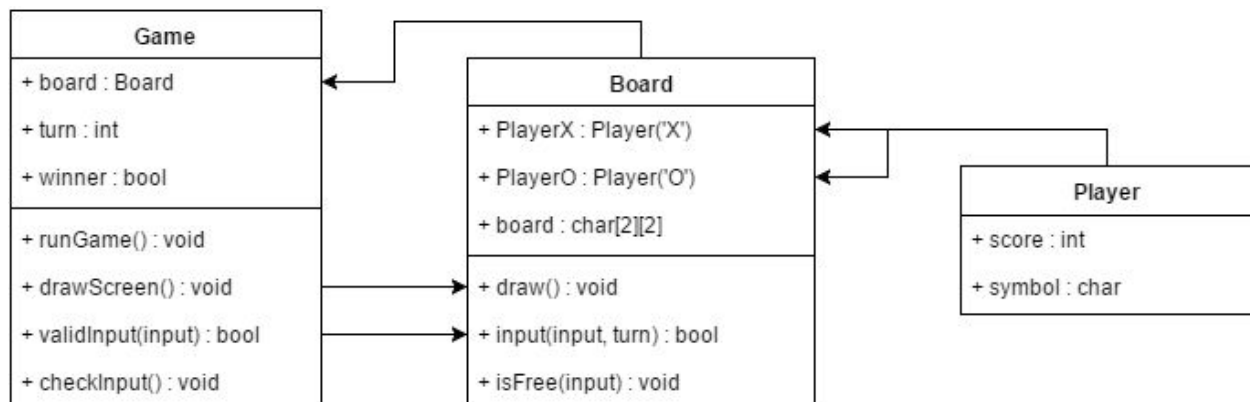 Game
+ board : Board
+ turn : int
+ winner : bool
+ runGame() : void
+ drawScreen() : void
+ validInput(input) : bool
+ checkInput() : void
Board
+ PlayerX : Player('X')
+ PlayerO : Player('O')
+ board : char[2][2]
+ draw() : void
+ input(input, turn) : bool
+ isFree(input) : void
Player
+ score : int
+ symbol : char